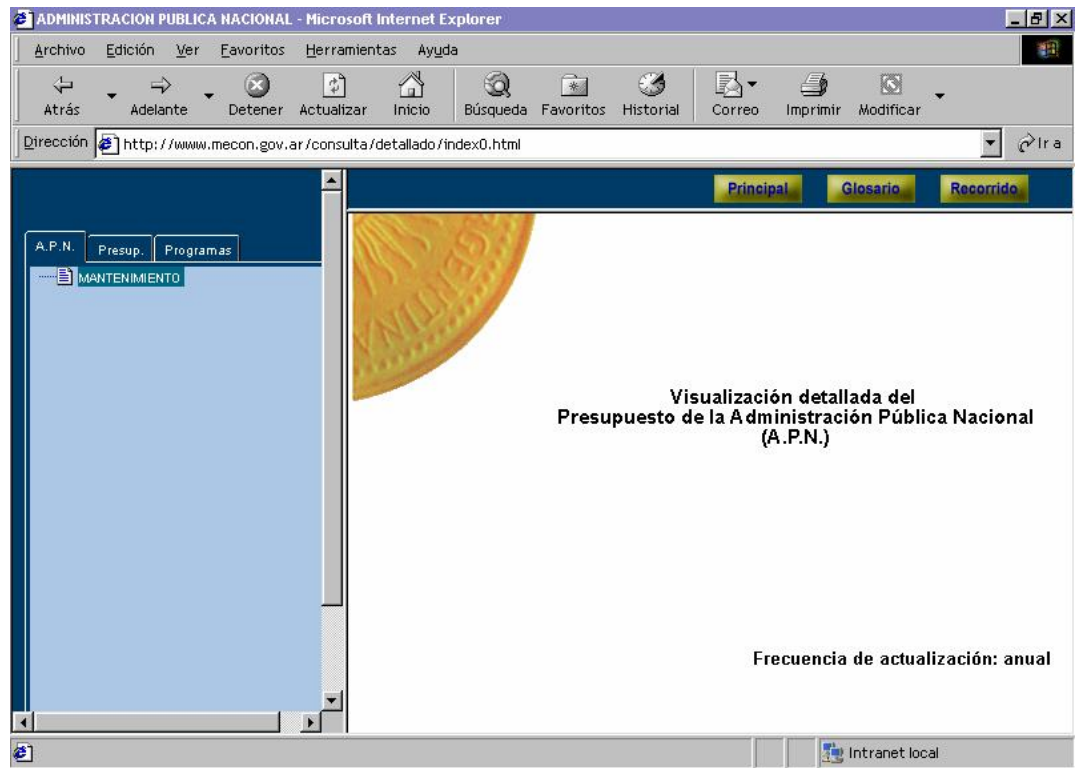 ADMINISTRACION PUBLICA NACIONAL - Microsoft Internet Explorer
Archivo Edición Ver Favoritos Herramientas Ayuda
Atrás Adelante Detener Actualizar Inicio Búsqueda Favoritos Historial Correo Imprimir Modificar
Dirección http://www.mecon.gov.ar/consulta/detallado/index0.html Ir a
Principal Glosario Recorrido
A.P.N. Presup. Programas
MANTENIMIENTO
GENTINA
Visualización detallada del
Presupuesto de la Administración Pública Nacional
(A.P.N.)
Frecuencia de actualización: anual
Intranet local